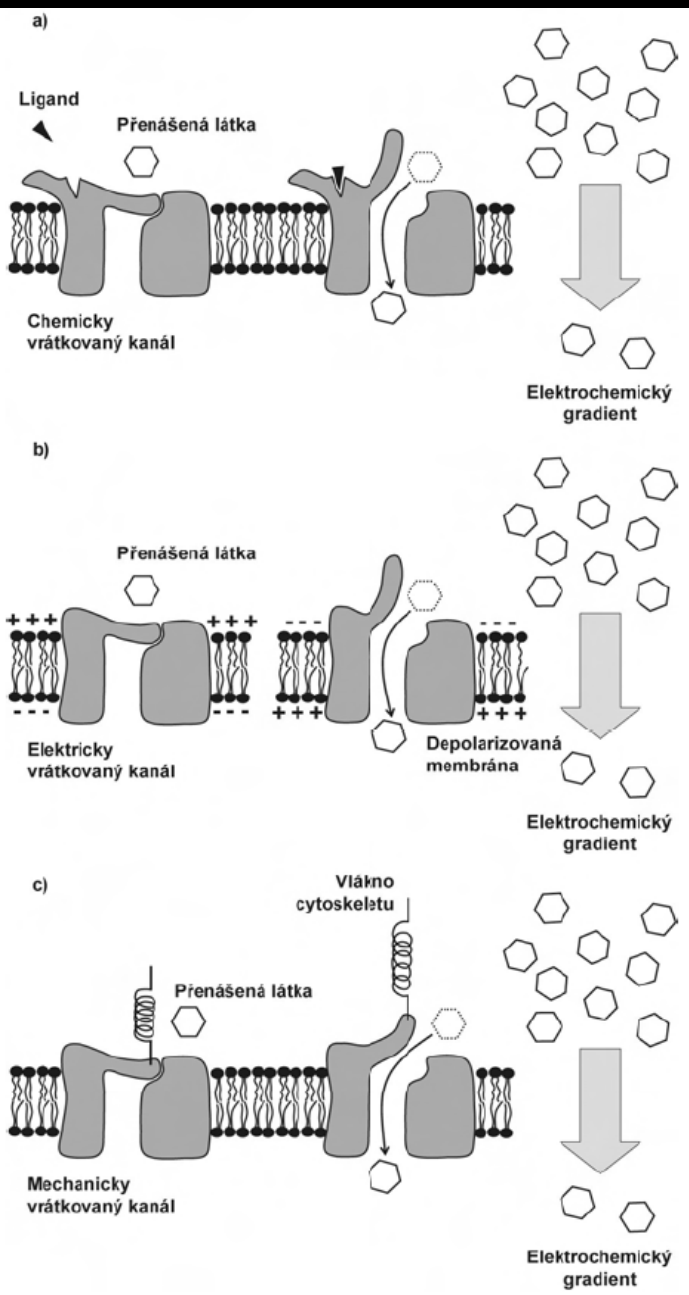 a)
Ligand
Přenášená látka
Chemicky
vrátkovaný kanál
Elektrochemický
gradient
b)
Přenášená látka
+ + +
+ + +
- - -
- - -
- - -
- - -
+ + +
+ + +
Elektricky
vrátkovaný kanál
Depolarizovaná
membrána
Elektrochemický
gradient
c)
Vlákno
cytoskeletu
Přenášená látka
Mechanicky
vrátkovaný kanál
Elektrochemický
gradient